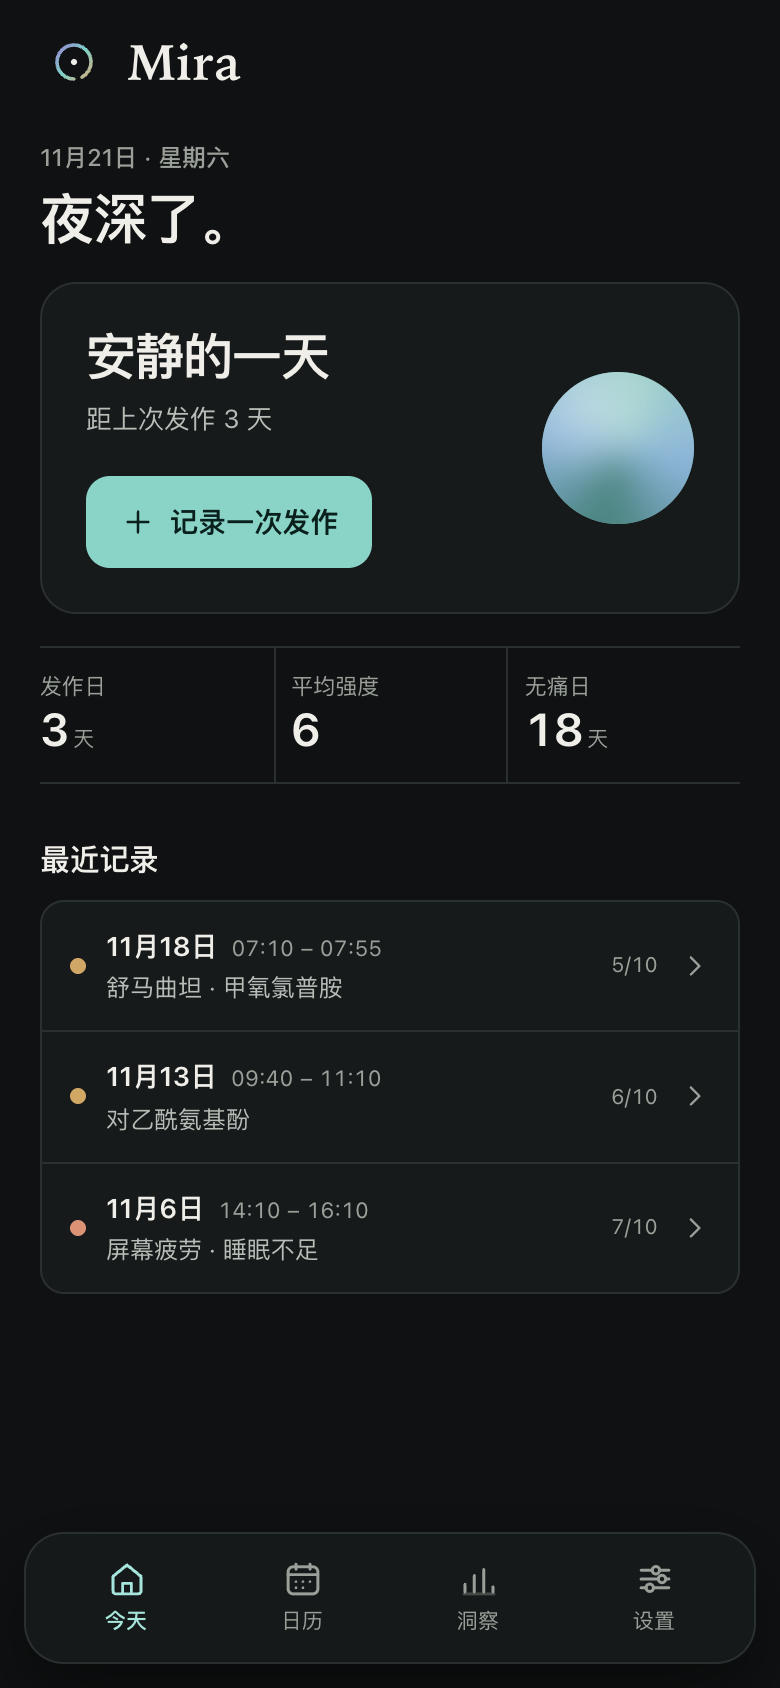 Mira
11月21日 · 星期六
夜深了。
安静的一天
距上次发作 3 天
记录一次发作
发作日
3天
平均强度
6
无痛日
18天
最近记录
11月18日 07:10 – 07:55
舒马曲坦 · 甲氧氯普胺
5/10
11月13日 09:40 – 11:10
对乙酰氨基酚
6/10
11月6日 14:10 – 16:10
屏幕疲劳 · 睡眠不足
7/10
今天
日历
洞察
设置